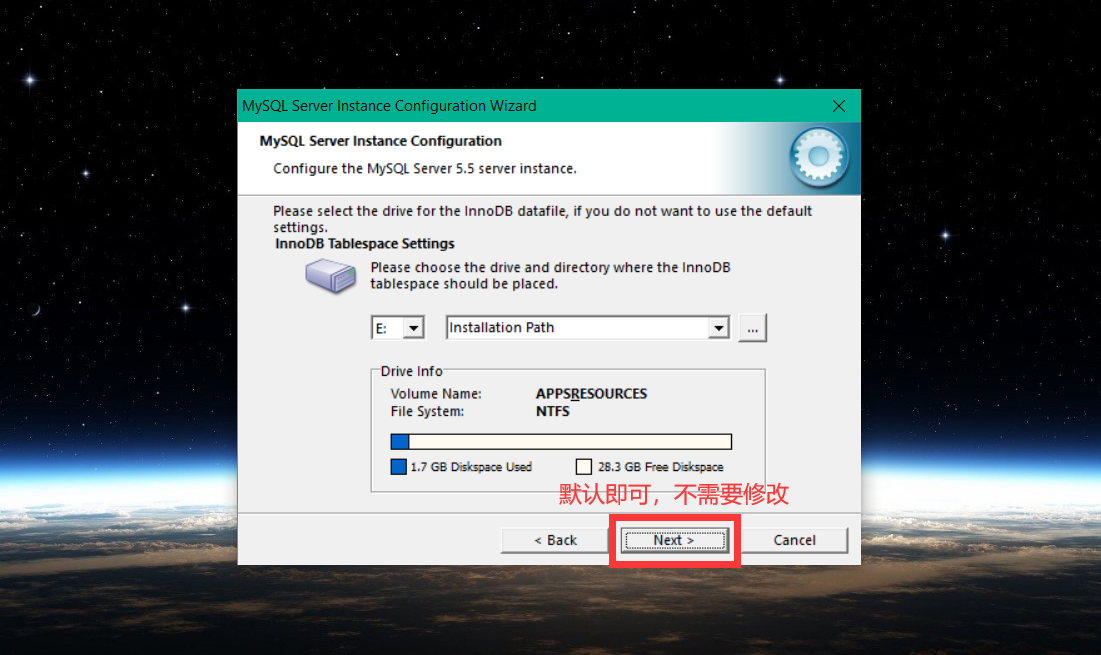 MySQL Server Instance Configuration Wizard
MySQL Server Instance Configuration
Configure the MySQL Server 5.5 server instance.
Please select the drive for the InnoDB datafile, if you do not want to use the default
settings.
InnoDB Tablespace Settings
Please choose the drive and directory where the InnoDB
tablespace should be placed.
E: Installation Path ...
Drive Info
Volume Name: APPSRESOURCES
File System: NTFS
1.7 GB Diskspace Used 28.3 GB Free Diskspace
默认即可，不需要修改
< Back Next > Cancel